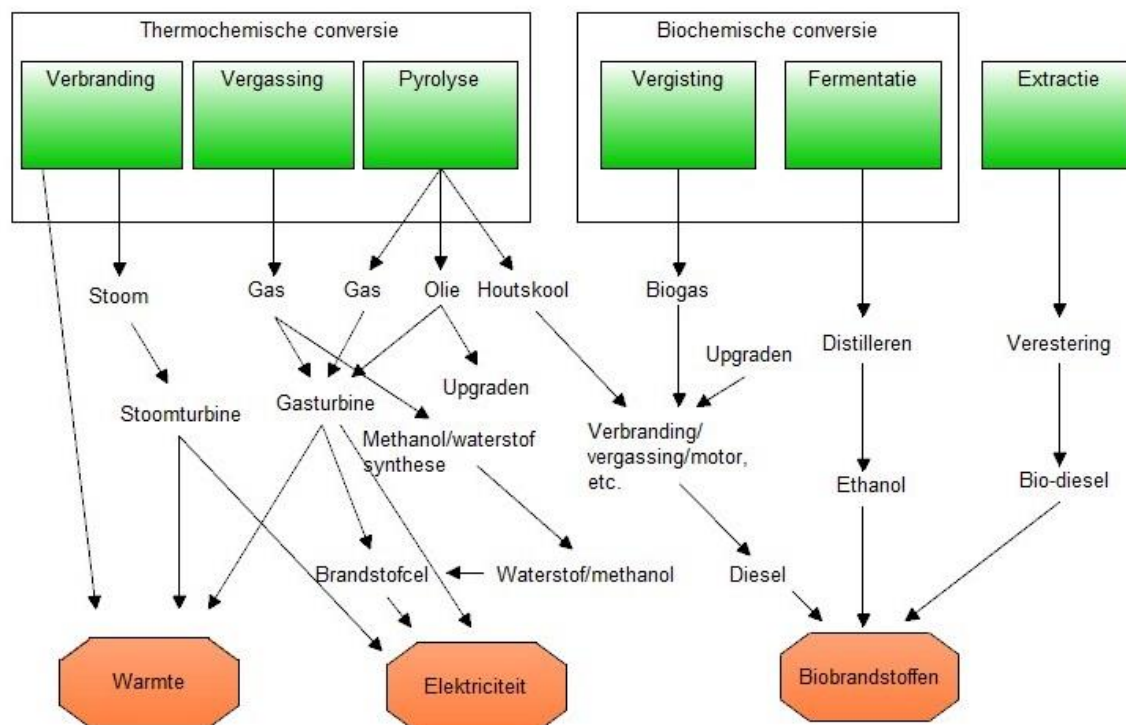 Thermochemische conversie
Biochemische conversie
Verbranding
Vergassing
Pyrolyse
Vergisting
Fermentatie
Extractie
Stoom
Gas
Gas
Olie
Houtskool
Biogas
Upgraden
Distilleren
Verestering
Stoomturbine
Gasturbine
Upgraden
Methanol/waterstof
synthese
Verbranding/
vergassing/motor,
etc.
Ethanol
Bio-diesel
Brandstofcel
Waterstof/methanol
Diesel
Warmte
Elektriciteit
Biobrandstoffen